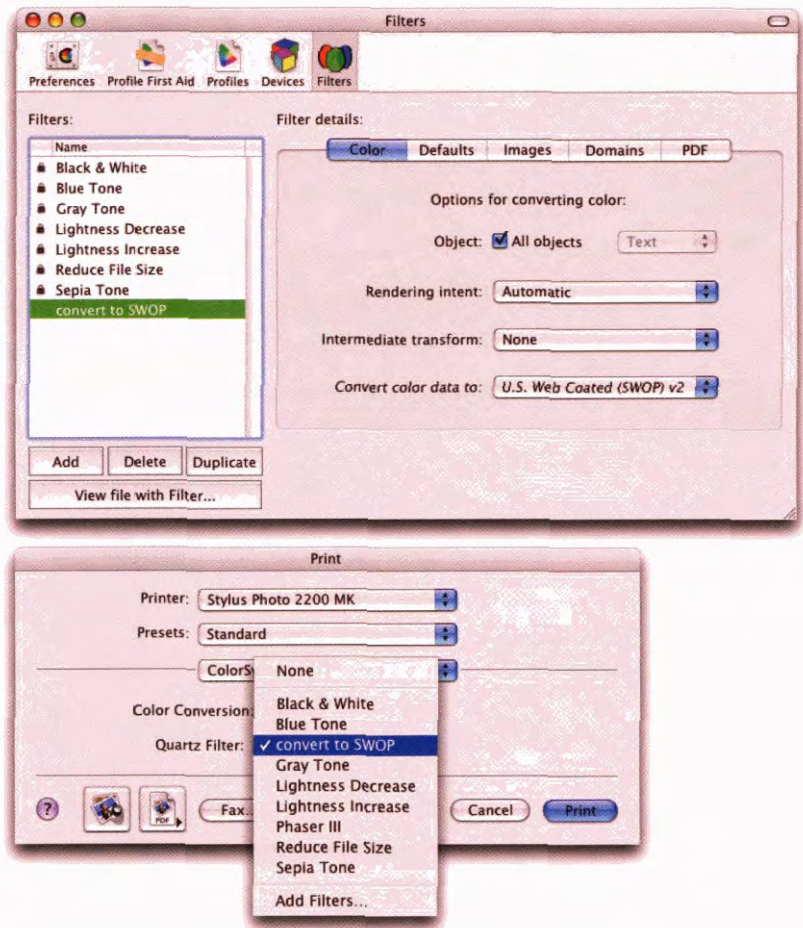 Filters
Preferences Profile First Aid Profiles Devices Filters
Filters:
Name
Black & White
Blue Tone
Gray Tone
Lightness Decrease
Lightness Increase
Reduce File Size
Sepia Tone
convert to SWOP
Add Delete Duplicate
View file with Filter...
Filter details:
Color Defaults Images Domains PDF
Options for converting color:
Object: All objects Text
Rendering intent: Automatic
Intermediate transform: None
Convert color data to: U.S. Web Coated (SWOP) v2
Print
Printer: Stylus Photo 2200 MK
Presets: Standard
ColorSy
Color Conversion:
Quartz Filter:
None
Black & White
Blue Tone
✓ convert to SWOP
Gray Tone
Lightness Decrease
Lightness Increase
Phaser III
Reduce File Size
Sepia Tone
Add Filters...
? PDF Fax.. Cancel Print